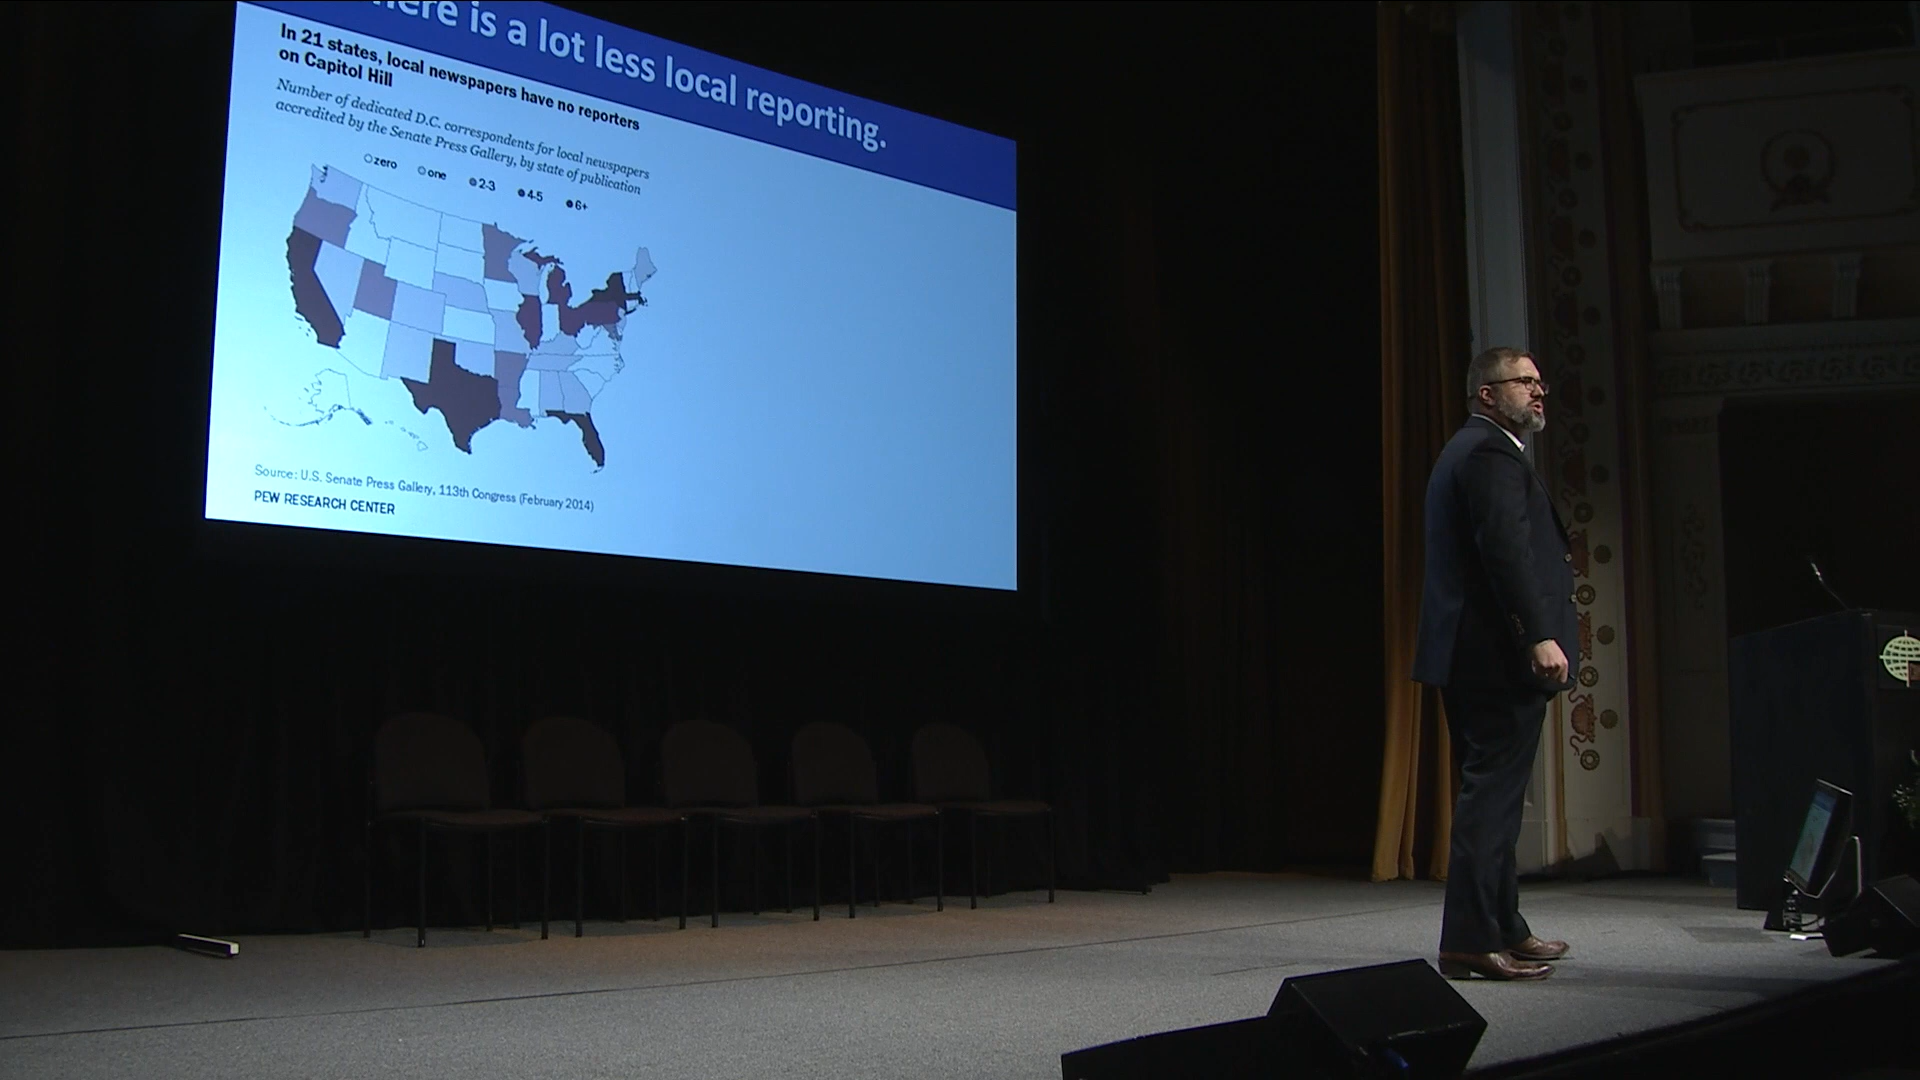 is a lot less local reporting.
In 21 states, local newspapers have no reporters
on Capitol Hill
Number of dedicated D.C. correspondents for local newspapers
accredited by the Senate Press Gallery, by state of publication
zero one 2-3 4-5 6+
Source: U.S. Senate Press Gallery, 113th Congress (February 2014)
PEW RESEARCH CENTER